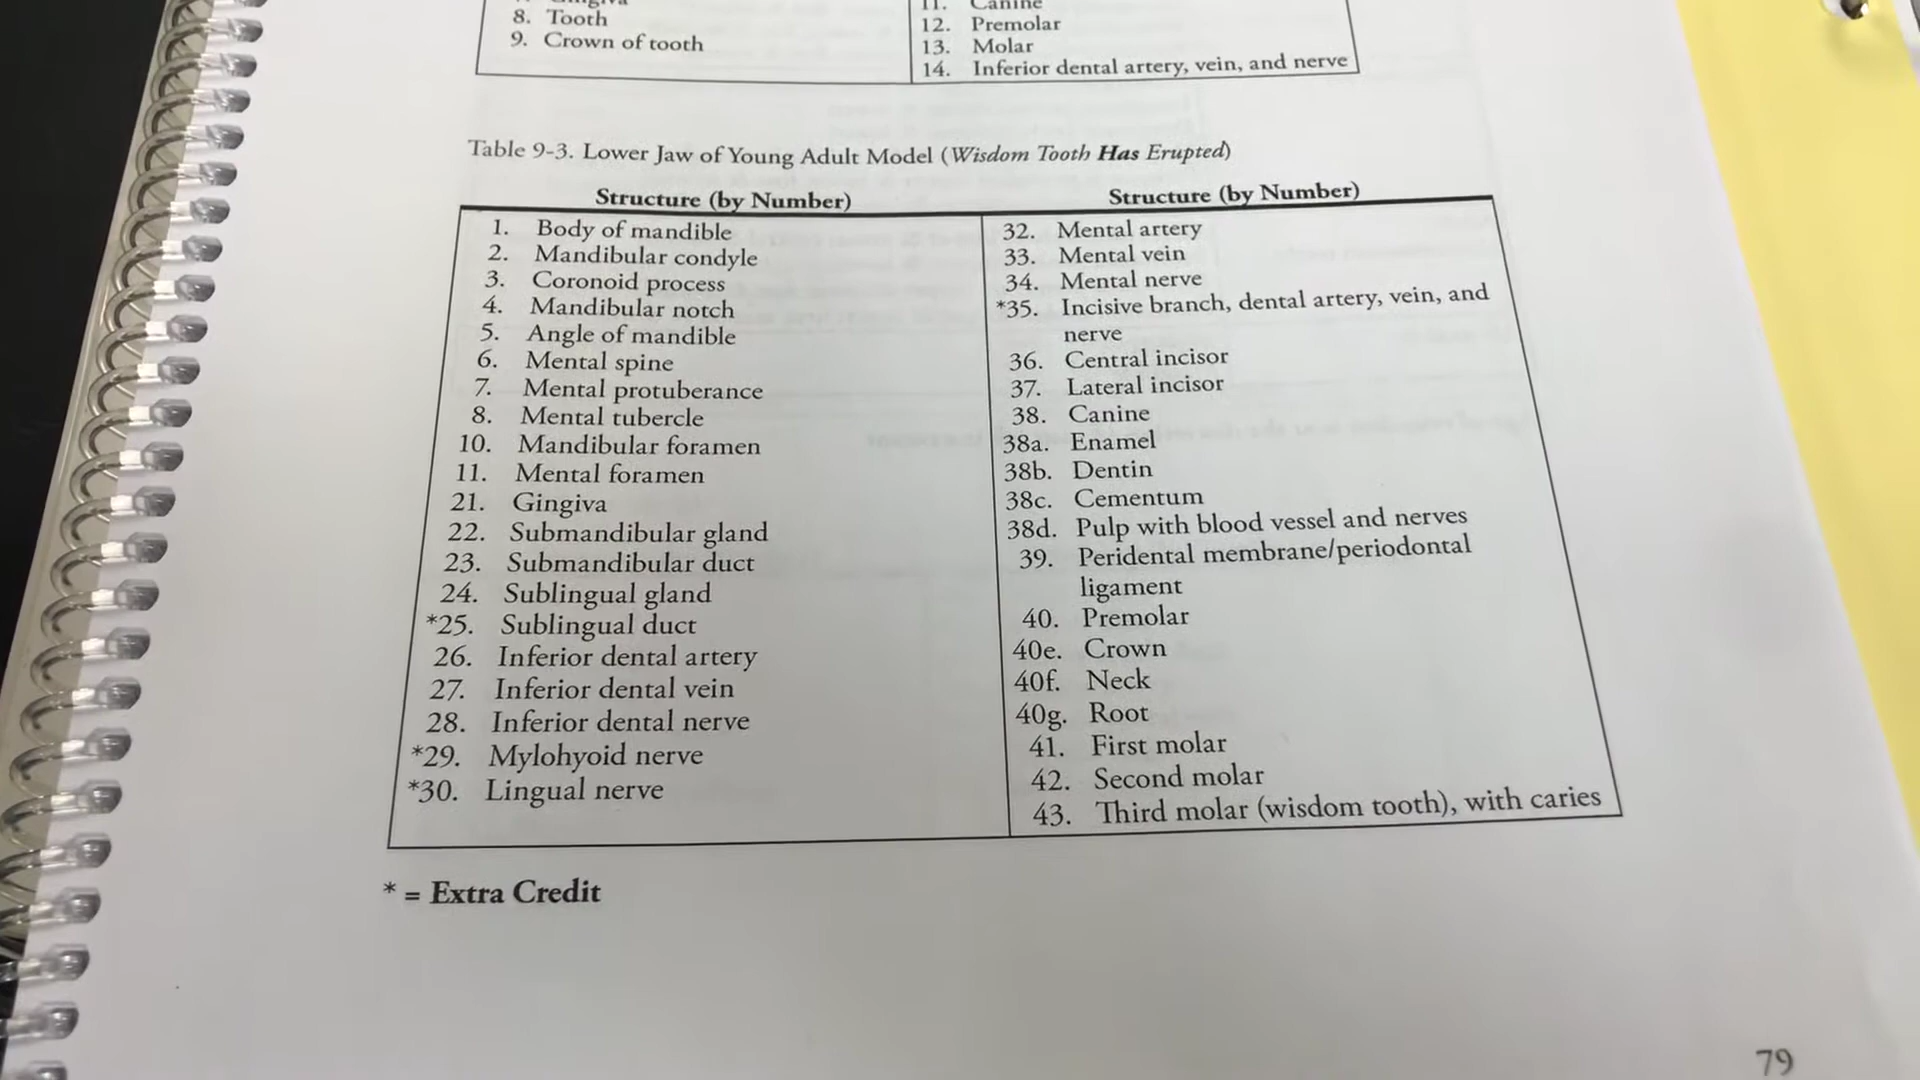 8. Tooth
9. Crown of tooth
11. Canine
12. Premolar
13. Molar
14. Inferior dental artery, vein, and nerve
Table 9-3. Lower Jaw of Young Adult Model (Wisdom Tooth Has Erupted)
Structure (by Number)
1. Body of mandible
2. Mandibular condyle
3. Coronoid process
4. Mandibular notch
5. Angle of mandible
6. Mental spine
7. Mental protuberance
8. Mental tubercle
10. Mandibular foramen
11. Mental foramen
21. Gingiva
22. Submandibular gland
23. Submandibular duct
24. Sublingual gland
*25. Sublingual duct
26. Inferior dental artery
27. Inferior dental vein
28. Inferior dental nerve
*29. Mylohyoid nerve
*30. Lingual nerve
Structure (by Number)
32. Mental artery
33. Mental vein
34. Mental nerve
*35. Incisive branch, dental artery, vein, and
nerve
36. Central incisor
37. Lateral incisor
38. Canine
38a. Enamel
38b. Dentin
38c. Cementum
38d. Pulp with blood vessel and nerves
39. Peridental membrane/periodontal
ligament
40. Premolar
40e. Crown
40f. Neck
40g. Root
41. First molar
42. Second molar
43. Third molar (wisdom tooth), with caries
* = Extra Credit
79